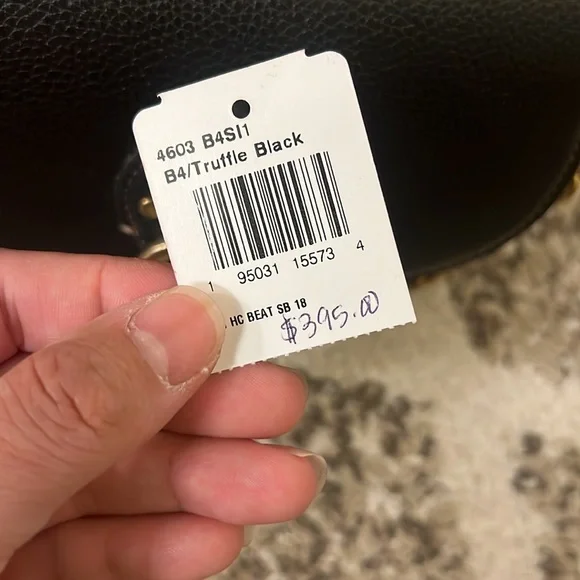 4603 B4SI1
B4/Truffle Black
1 95031 15573 4
. HC BEAT SB 18
$395.00